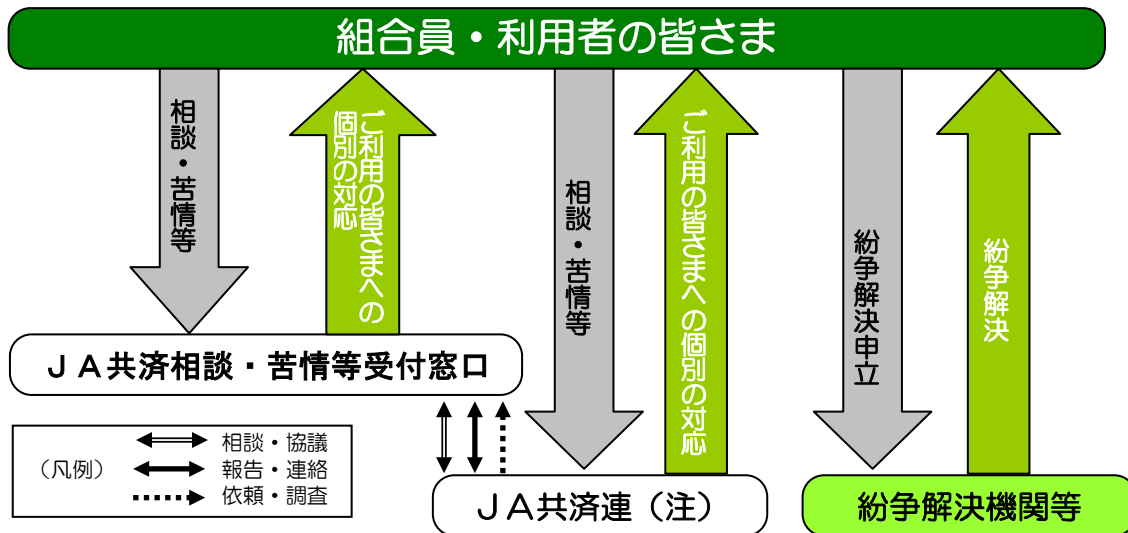 組合員・利用者の皆さま
相談・苦情等
ご利用の皆さまへの
個別の対応
相談・苦情等
ご利用の皆さまへの個別の対応
紛争解決申立
紛争解決
ＪＡ共済相談・苦情等受付窓口
（凡例）
相談・協議
報告・連絡
依頼・調査
ＪＡ共済連（注）
紛争解決機関等